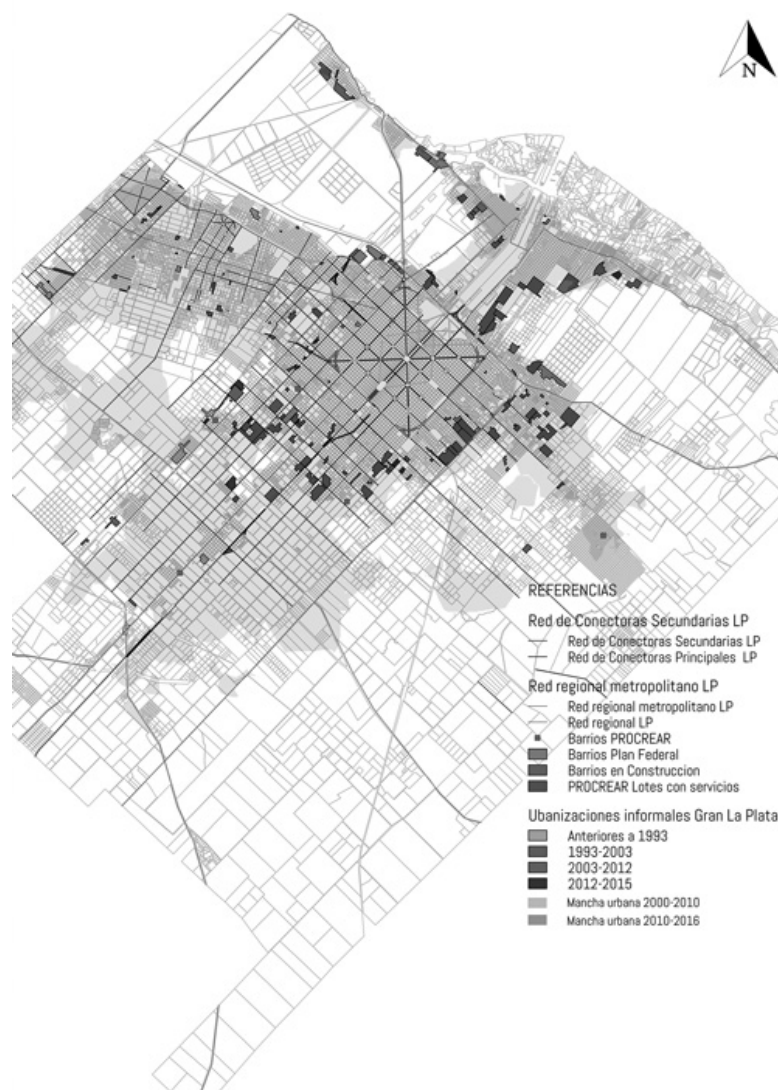 N
REFERENCIAS
Red de Conectoras Secundarias LP
Red de Conectoras Secundarias LP
Red de Conectoras Principales LP
Red regional metropolitano LP
Red regional metropolitano LP
Red regional LP
Barrios PROCREAR
Barrios Plan Federal
Barrios en Construccion
PROCREAR Lotes con servicios
Ubanizaciones informales Gran La Plata
Anteriores a 1993
1993-2003
2003-2012
2012-2015
Mancha urbana 2000-2010
Mancha urbana 2010-2016